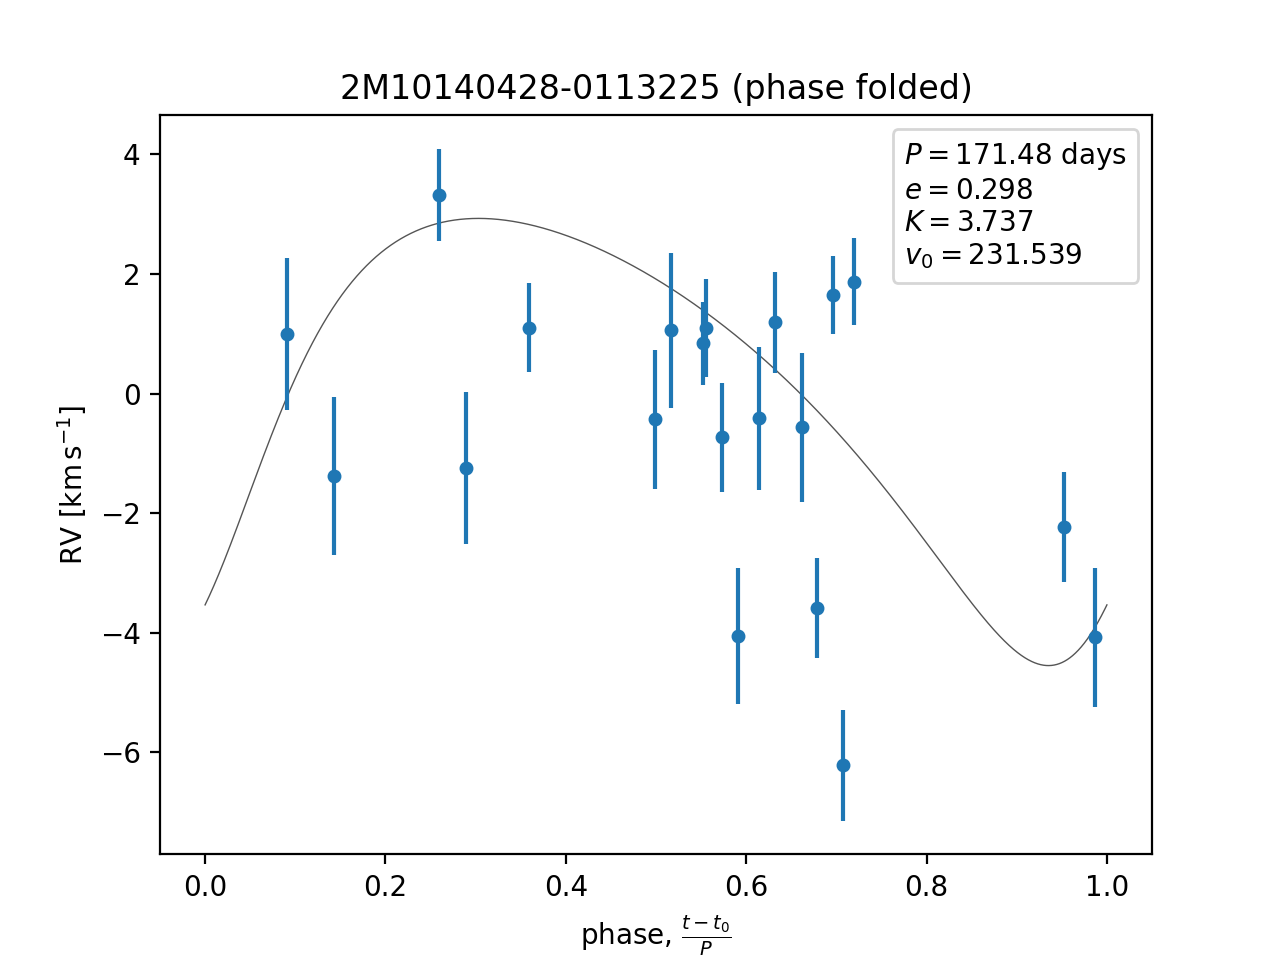 2M10140428-0113225 (phase folded)
P = 171.48 days
e = 0.298
K = 3.737
v₀ = 231.539
4
2
0
−2
−4
−6
RV [km s⁻¹]
0.0 0.2 0.4 0.6 0.8 1.0
phase, (t − t₀)/P